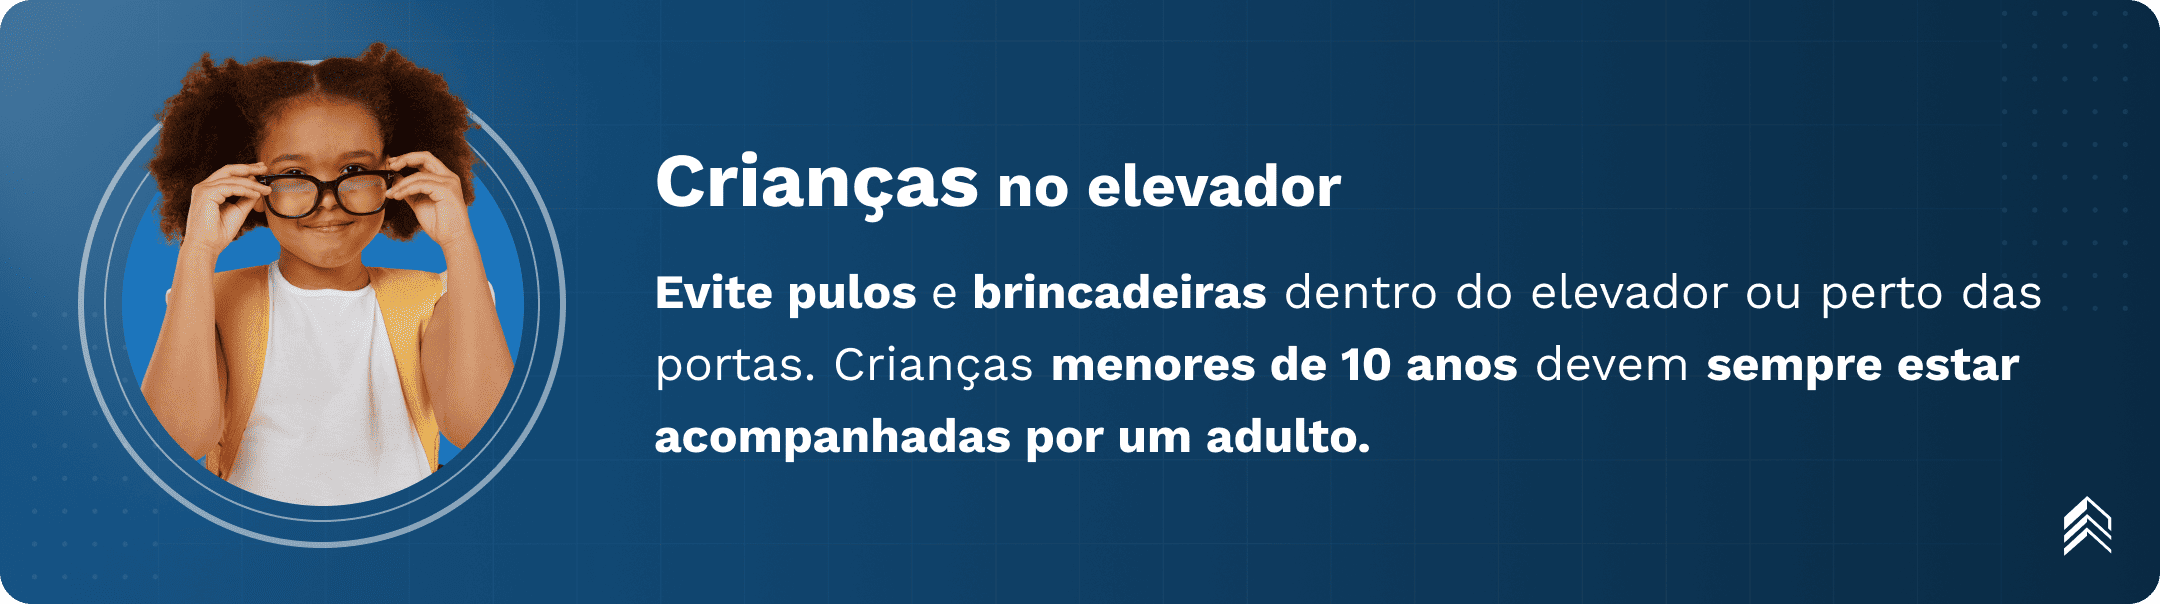 Crianças no elevador
Evite pulos e brincadeiras dentro do elevador ou perto das
portas. Crianças menores de 10 anos devem sempre estar
acompanhadas por um adulto.